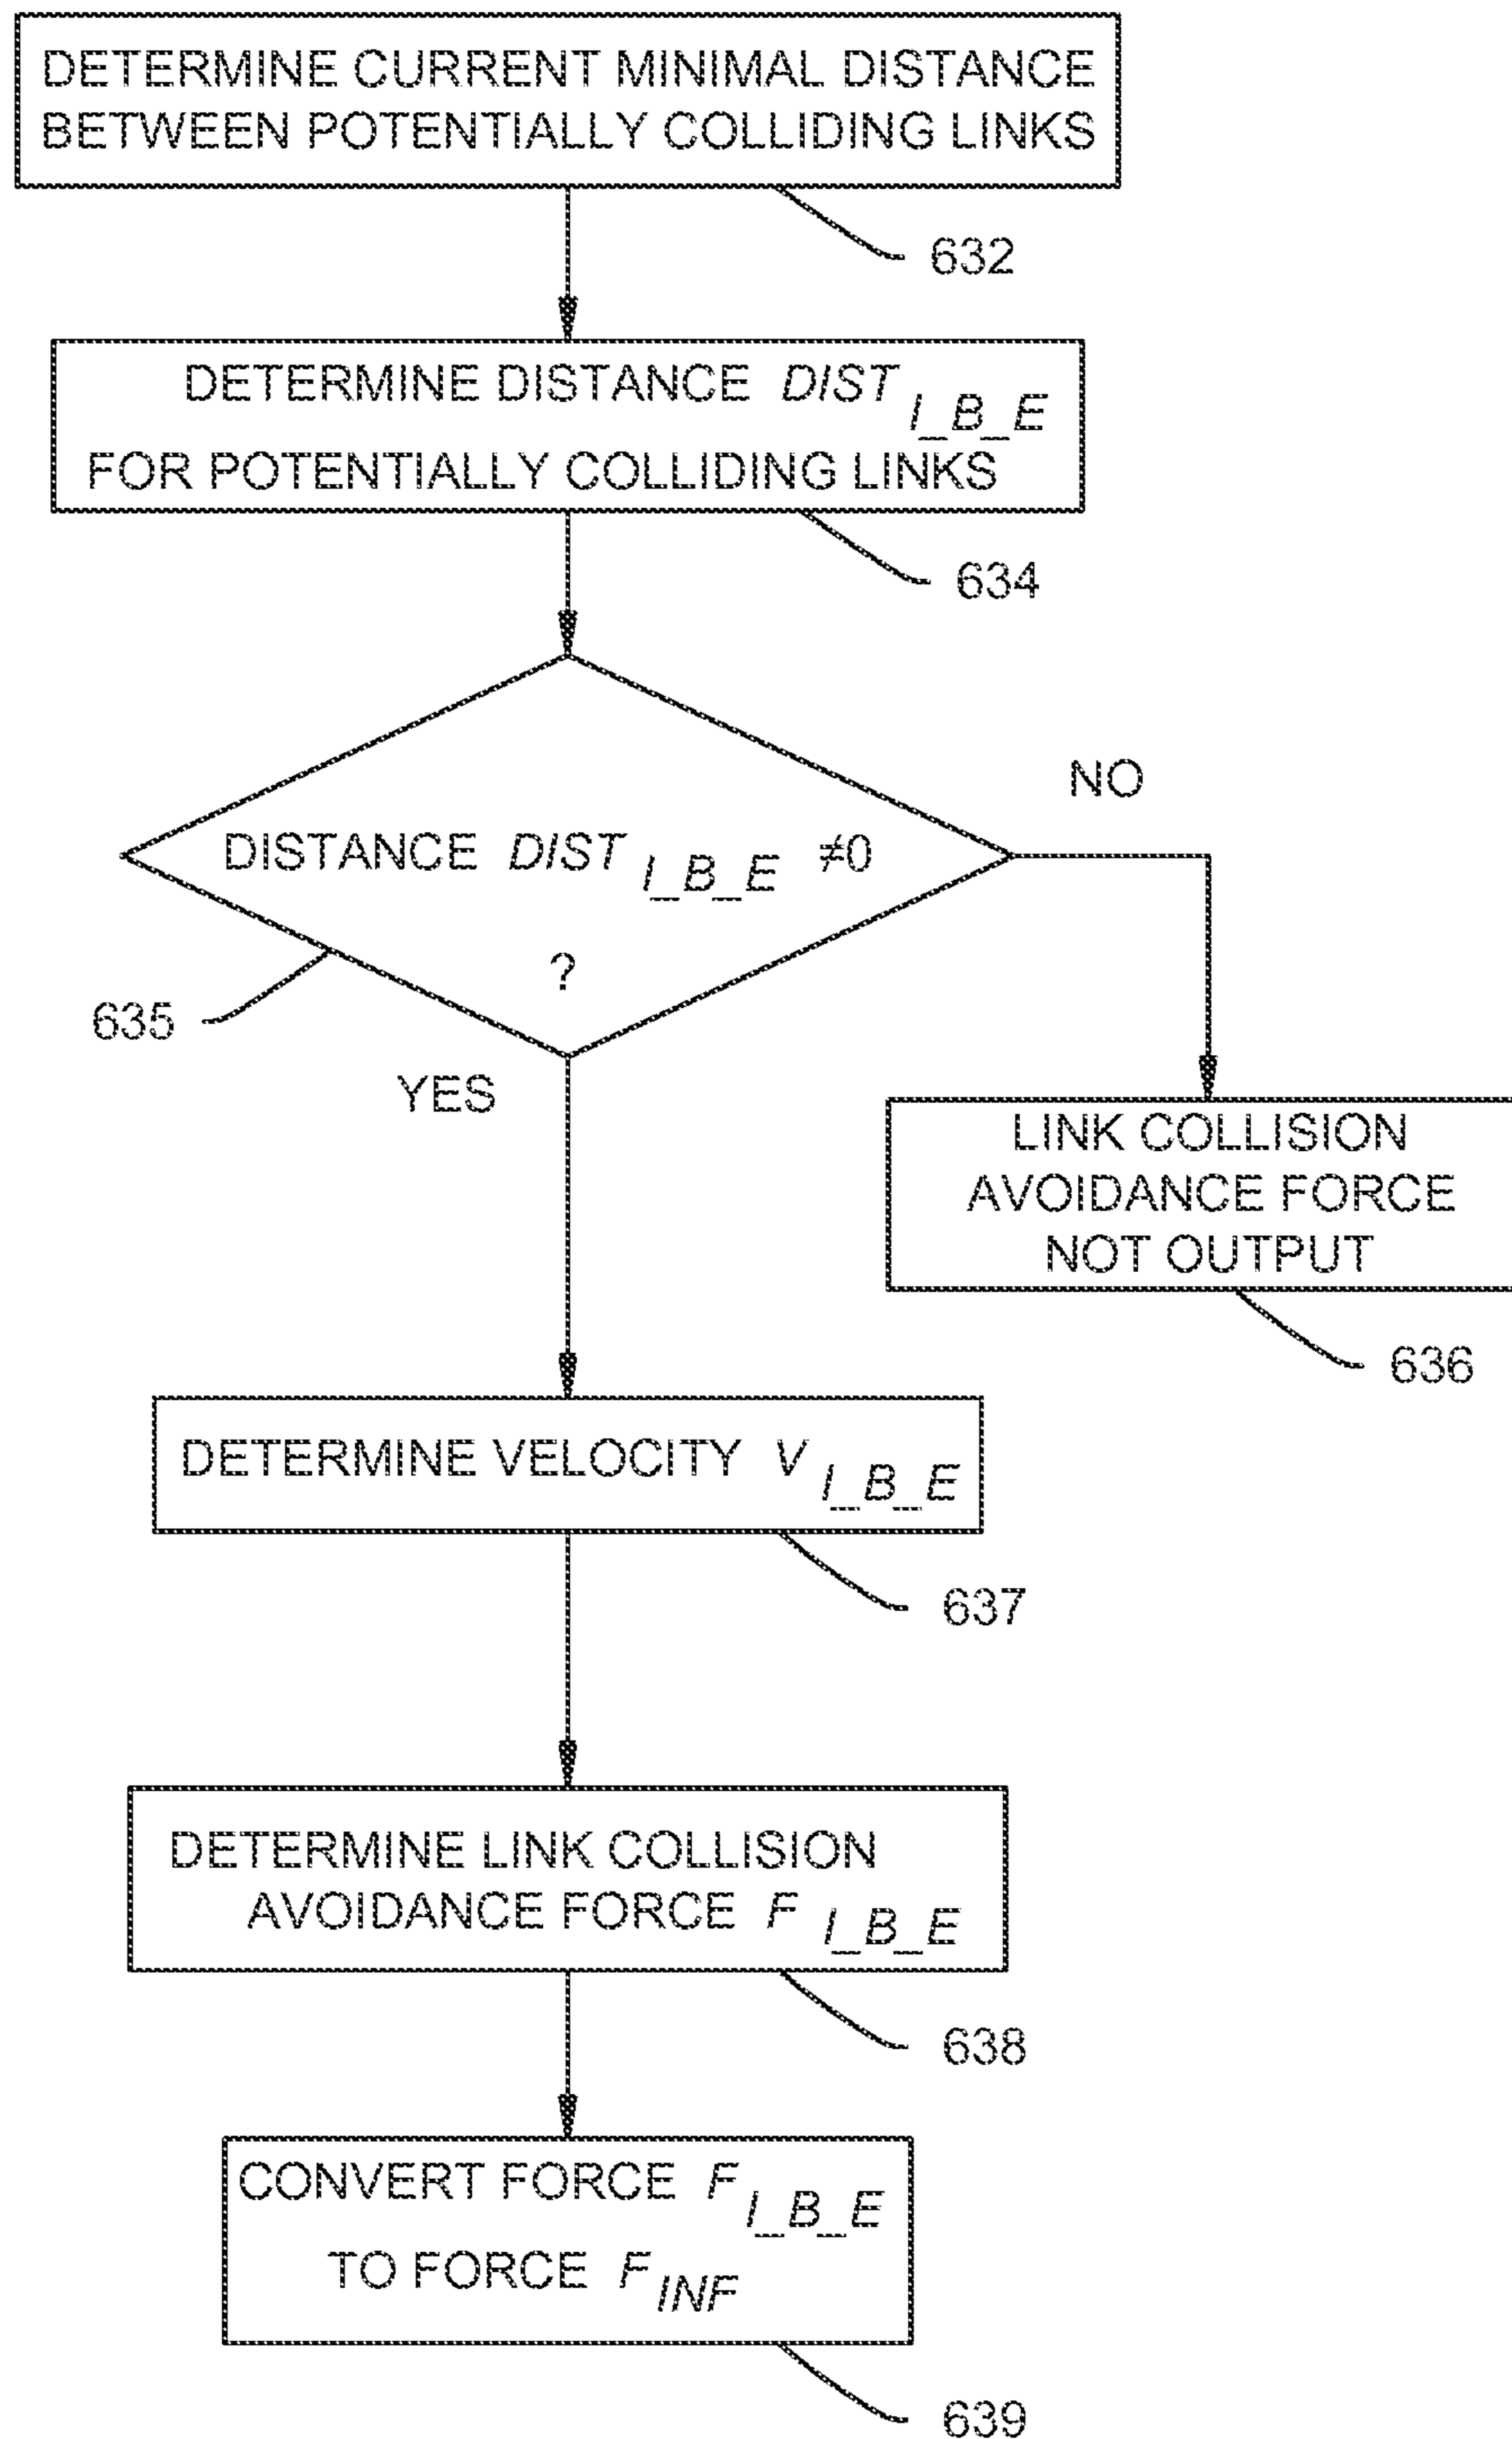 DETERMINE CURRENT MINIMAL DISTANCE
BETWEEN POTENTIALLY COLLIDING LINKS
632
DETERMINE DISTANCE DIST I_B_E
FOR POTENTIALLY COLLIDING LINKS
634
NO
DISTANCE DIST I_B_E ≠0
?
635
YES
LINK COLLISION
AVOIDANCE FORCE
NOT OUTPUT
636
DETERMINE VELOCITY V I_B_E
637
DETERMINE LINK COLLISION
AVOIDANCE FORCE F I_B_E
638
CONVERT FORCE F I_B_E
TO FORCE F INF
639